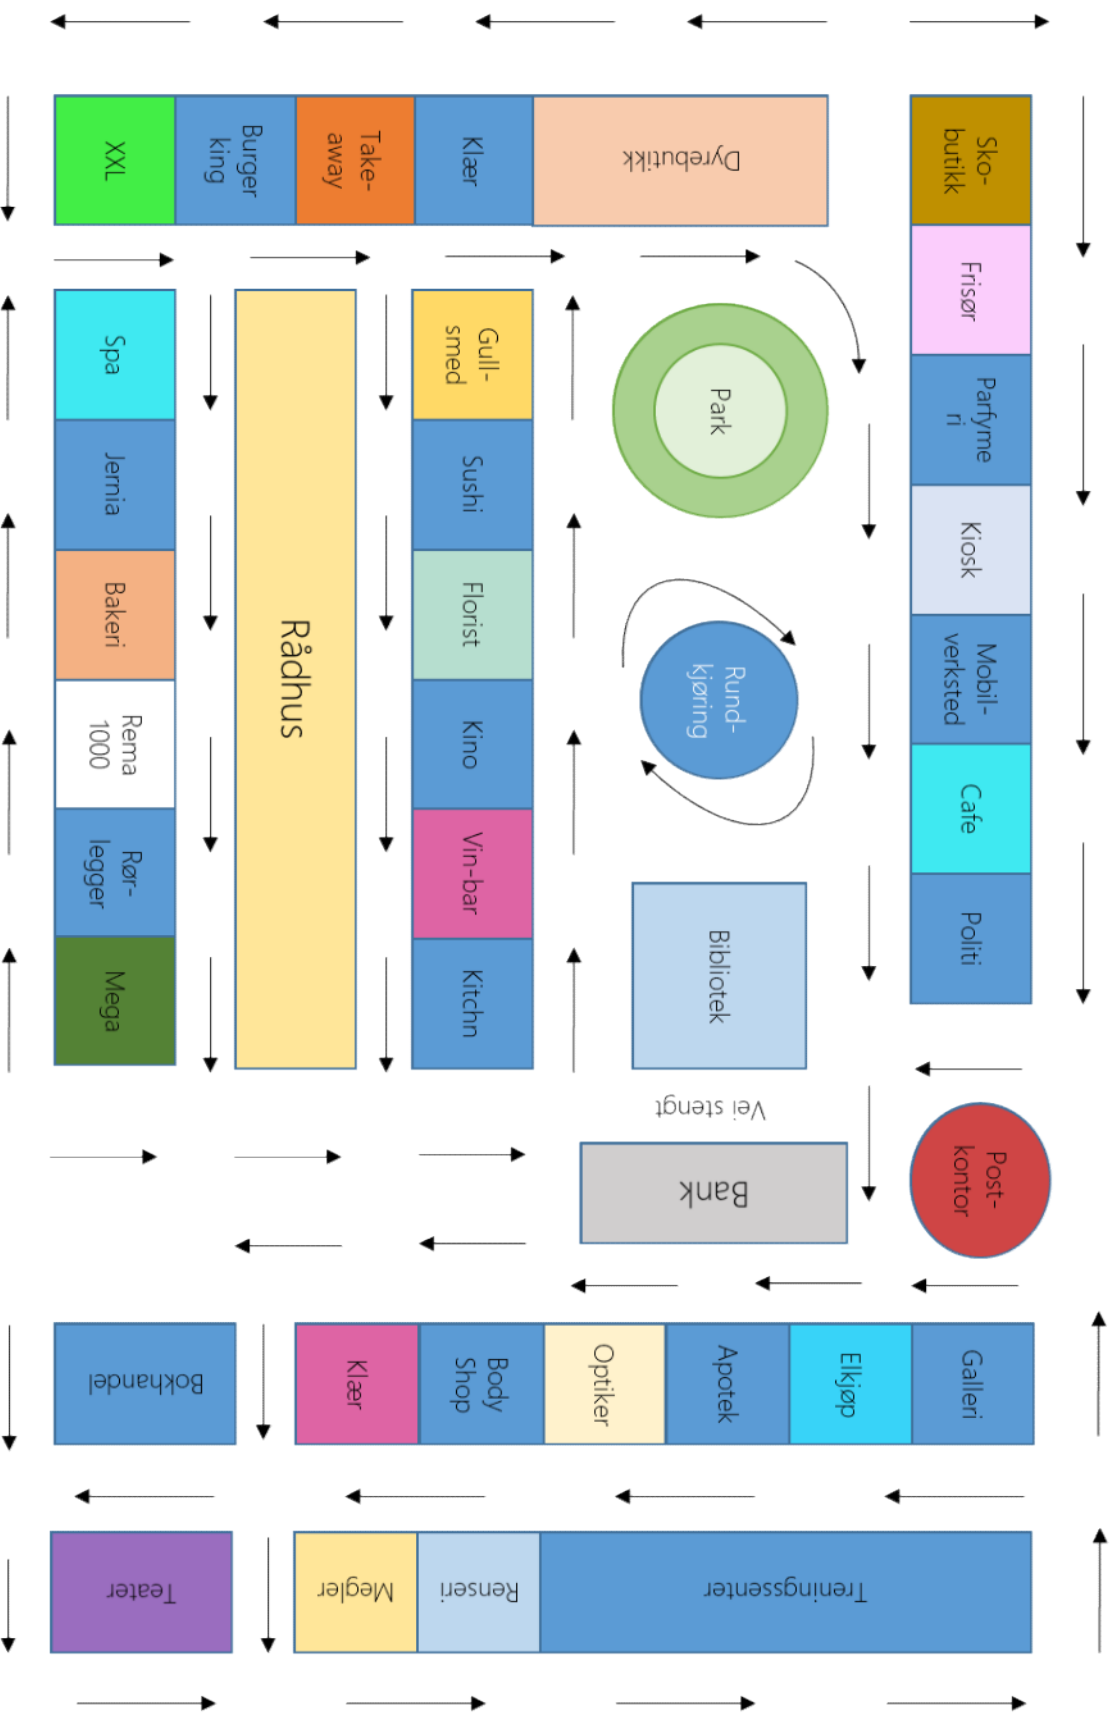 XXL
Burger
king
Take-
away
Klær
Dyrebutikk
Sko-
butikk
Frisør
Parfyme
ri
Kiosk
Mobil-
verksted
Cafe
Politi
Spa
Jernia
Bakeri
Rema
1000
Rør-
legger
Mega
Rådhus
Gull-
smed
Sushi
Florist
Kino
Vin-bar
Kitchn
Park
Rund-
kjøring
Bibliotek
Vei stengt
Bank
Post-
kontor
Bokhandel
Klær
Body
Shop
Optiker
Apotek
Elkjøp
Galleri
Teater
Megler
Renseri
Treningssenter